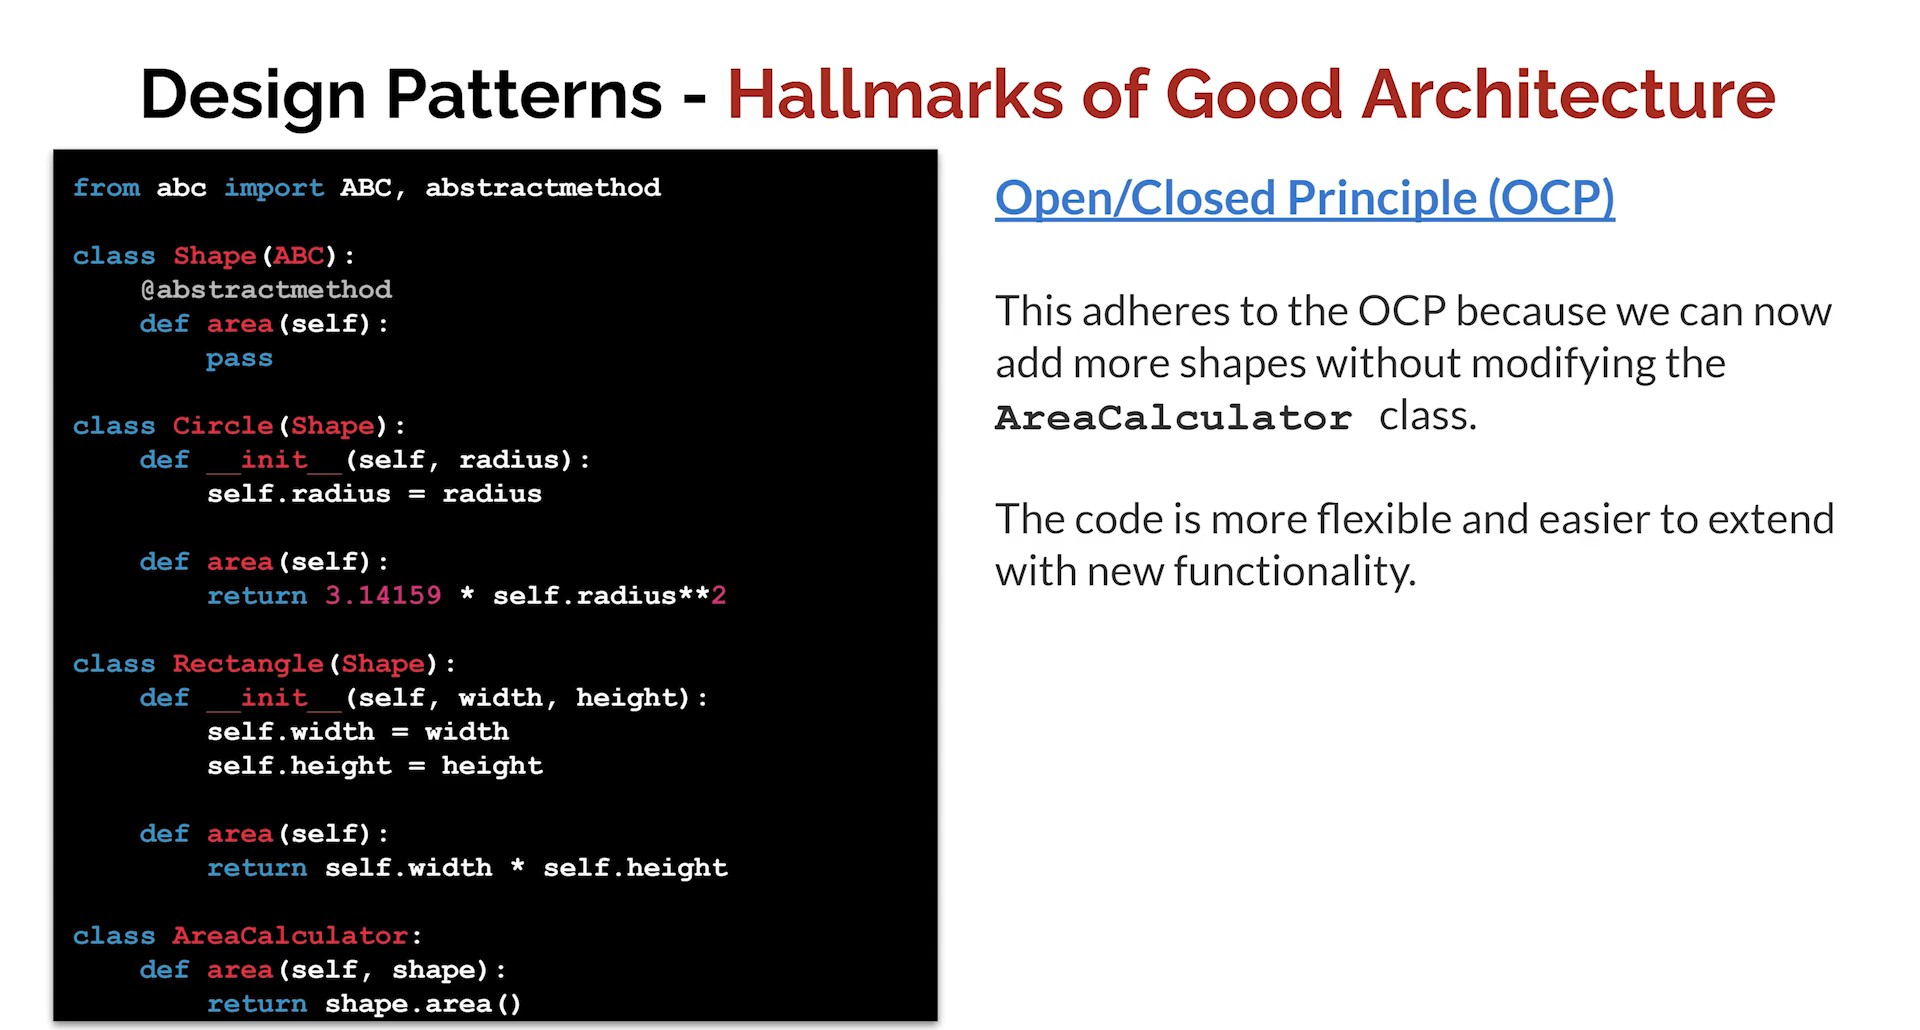 Design Patterns - Hallmarks of Good Architecture
from abc import ABC, abstractmethod
class Shape(ABC):
    @abstractmethod
    def area(self):
        pass
class Circle(Shape):
    def __init__(self, radius):
        self.radius = radius
    def area(self):
        return 3.14159 * self.radius**2
class Rectangle(Shape):
    def __init__(self, width, height):
        self.width = width
        self.height = height
    def area(self):
        return self.width * self.height
class AreaCalculator:
    def area(self, shape):
        return shape.area()
Open/Closed Principle (OCP)
This adheres to the OCP because we can now
add more shapes without modifying the
AreaCalculator class.
The code is more flexible and easier to extend
with new functionality.